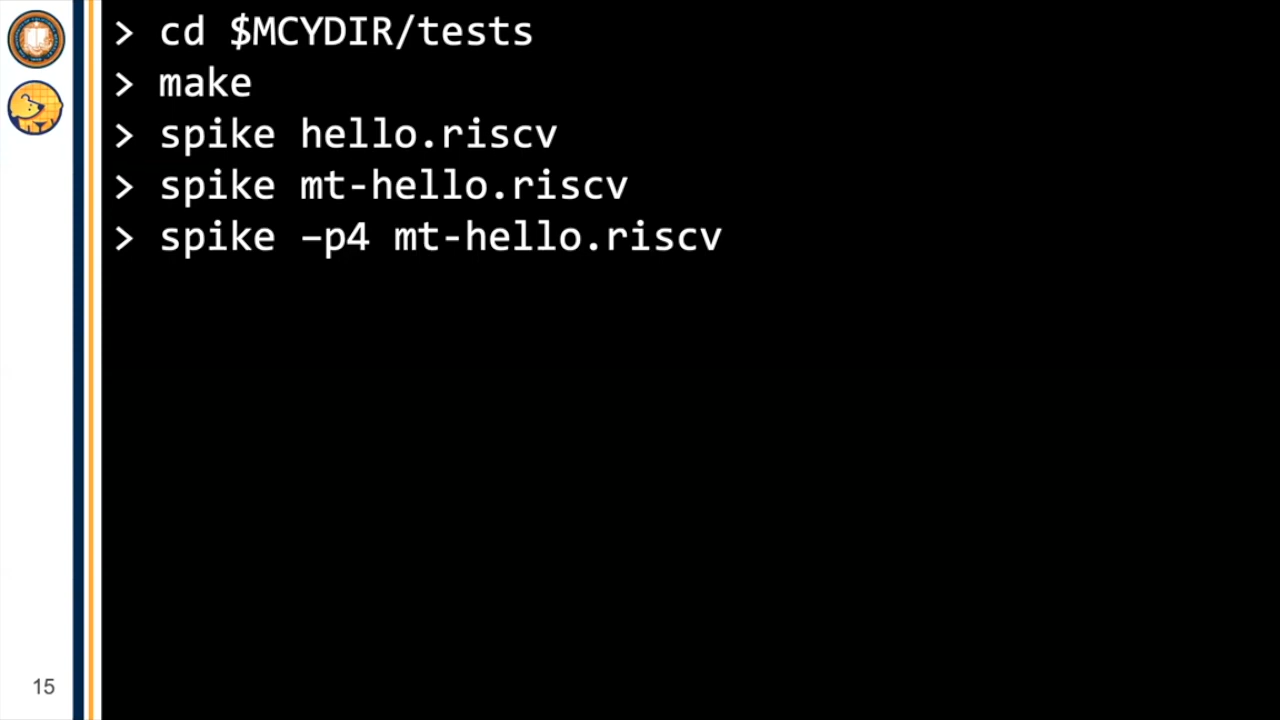 > cd $MCYDIR/tests
> make
> spike hello.riscv
> spike mt-hello.riscv
> spike –p4 mt-hello.riscv
15